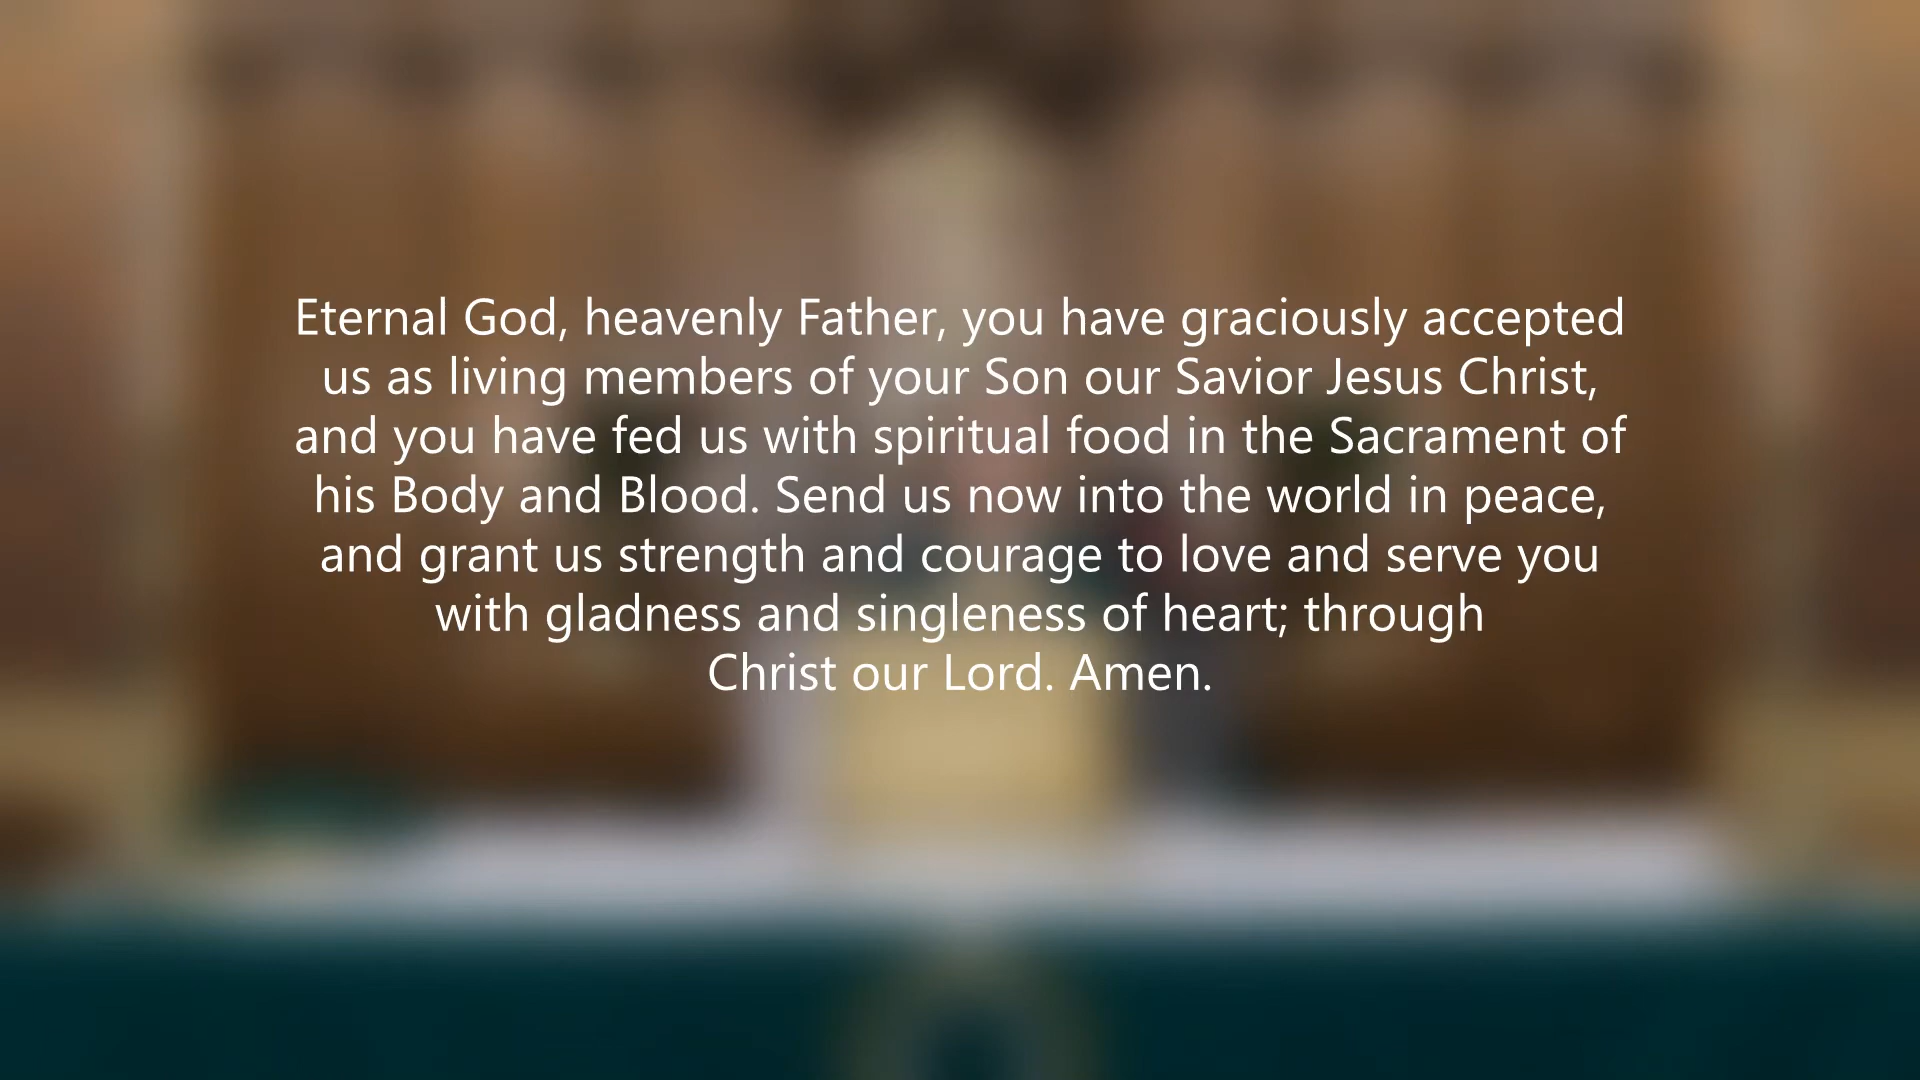 Eternal God, heavenly Father, you have graciously accepted
us as living members of your Son our Savior Jesus Christ,
and you have fed us with spiritual food in the Sacrament of
his Body and Blood. Send us now into the world in peace,
and grant us strength and courage to love and serve you
with gladness and singleness of heart; through
Christ our Lord. Amen.